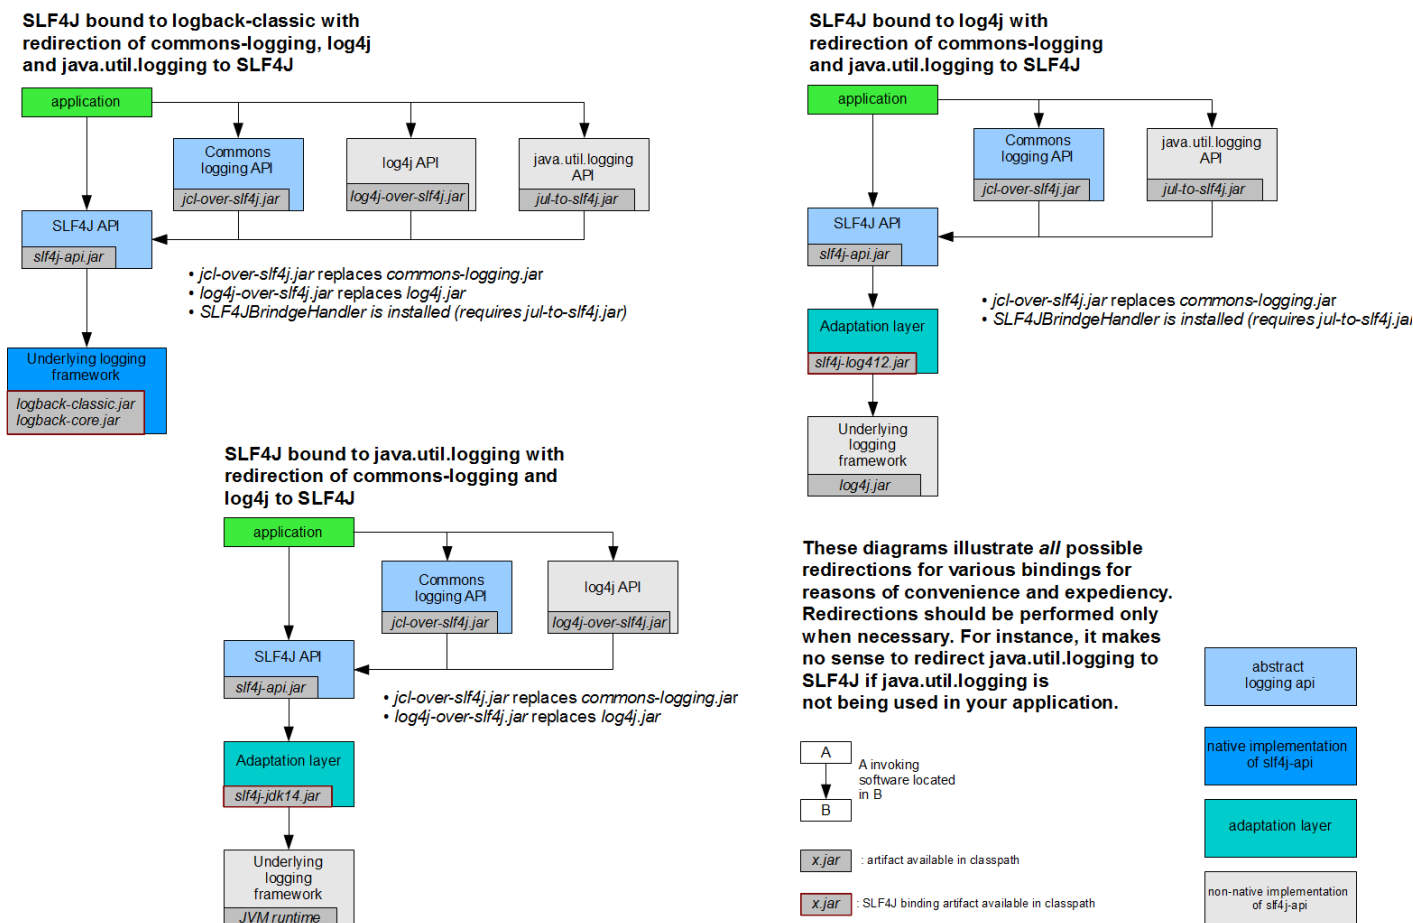 SLF4J bound to logback-classic with
redirection of commons-logging, log4j
and java.util.logging to SLF4J
application
Commons
logging API
jcl-over-slf4j.jar
log4j API
log4j-over-slf4j.jar
java.util.logging
API
jul-to-slf4j.jar
SLF4J API
slf4j-api.jar
• jcl-over-slf4j.jar replaces commons-logging.jar
• log4j-over-slf4j.jar replaces log4j.jar
• SLF4JBrindgeHandler is installed (requires jul-to-slf4j.jar)
Underlying logging
framework
logback-classic.jar
logback-core.jar
SLF4J bound to log4j with
redirection of commons-logging
and java.util.logging to SLF4J
application
Commons
logging API
jcl-over-slf4j.jar
java.util.logging
API
jul-to-slf4j.jar
SLF4J API
slf4j-api.jar
• jcl-over-slf4j.jar replaces commons-logging.jar
• SLF4JBrindgeHandler is installed (requires jul-to-slf4j.jar
Adaptation layer
slf4j-log412.jar
Underlying
logging
framework
log4j.jar
SLF4J bound to java.util.logging with
redirection of commons-logging and
log4j to SLF4J
application
Commons
logging API
jcl-over-slf4j.jar
log4j API
log4j-over-slf4j.jar
SLF4J API
slf4j-api.jar
• jcl-over-slf4j.jar replaces commons-logging.jar
• log4j-over-slf4j.jar replaces log4j.jar
Adaptation layer
slf4j-jdk14.jar
Underlying
logging
framework
JVM runtime
These diagrams illustrate all possible
redirections for various bindings for
reasons of convenience and expediency.
Redirections should be performed only
when necessary. For instance, it makes
no sense to redirect java.util.logging to
SLF4J if java.util.logging is
not being used in your application.
A
B
A invoking
software located
in B
x.jar : artifact available in classpath
x.jar : SLF4J binding artifact available in classpath
abstract
logging api
native implementation
of slf4j-api
adaptation layer
non-native implementation
of slf4j-api